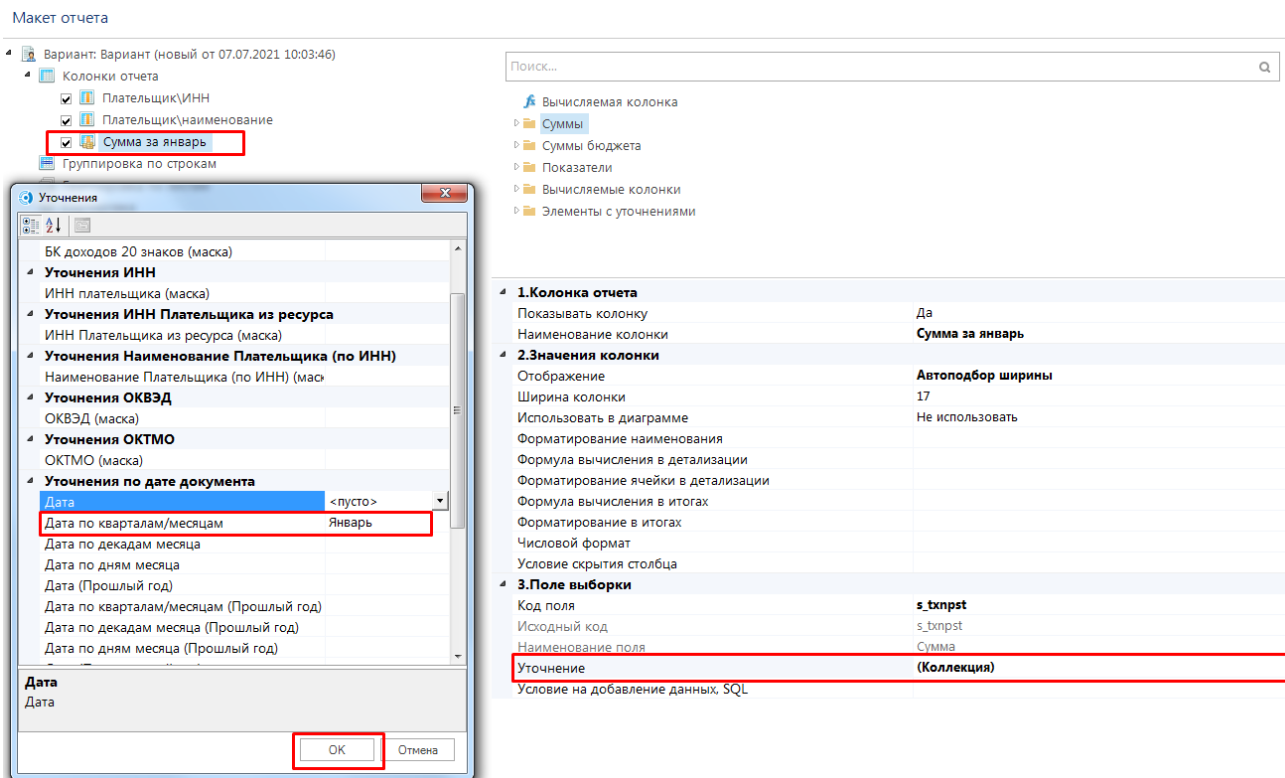 Макет отчета
Вариант: Вариант (новый от 07.07.2021 10:03:46)
Колонки отчета
Плательщик\ИНН
Плательщик\наименование
Сумма за январь
Группировка по строкам
Поиск...
Вычисляемая колонка
Суммы
Суммы бюджета
Показатели
Вычисляемые колонки
Элементы с уточнениями
Уточнения
БК доходов 20 знаков (маска)
Уточнения ИНН
ИНН плательщика (маска)
Уточнения ИНН Плательщика из ресурса
ИНН Плательщика из ресурса (маска)
Уточнения Наименование Плательщика (по ИНН)
Наименование Плательщика (по ИНН) (маск
Уточнения ОКВЭД
ОКВЭД (маска)
Уточнения ОКТМО
ОКТМО (маска)
Уточнения по дате документа
Дата <пусто>
Дата по кварталам/месяцам Январь
Дата по декадам месяца
Дата по дням месяца
Дата (Прошлый год)
Дата по кварталам/месяцам (Прошлый год)
Дата по декадам месяца (Прошлый год)
Дата по дням месяца (Прошлый год)
Дата
Дата
ОК Отмена
1.Колонка отчета
Показывать колонку Да
Наименование колонки Сумма за январь
2.Значения колонки
Отображение Автоподбор ширины
Ширина колонки 17
Использовать в диаграмме Не использовать
Форматирование наименования
Формула вычисления в детализации
Форматирование ячейки в детализации
Формула вычисления в итогах
Форматирование в итогах
Числовой формат
Условие скрытия столбца
3.Поле выборки
Код поля s_txnpst
Исходный код s_txnpst
Наименование поля Сумма
Уточнение (Коллекция)
Условие на добавление данных, SQL